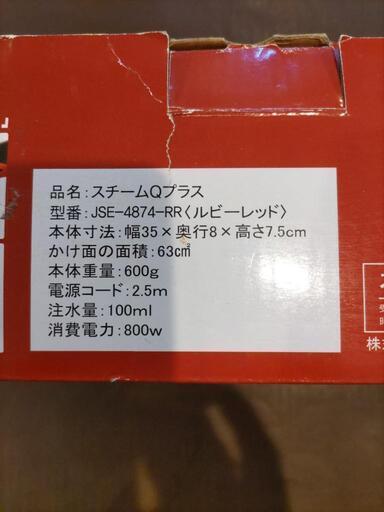 品名：スチームQプラス
型番：JSE-4874-RR〈ルビーレッド〉
本体寸法：幅35×奥行8×高さ7.5cm
かけ面の面積：63c㎡
本体重量：600g
電源コード：2.5m
注水量：100ml
消費電力：800w
株